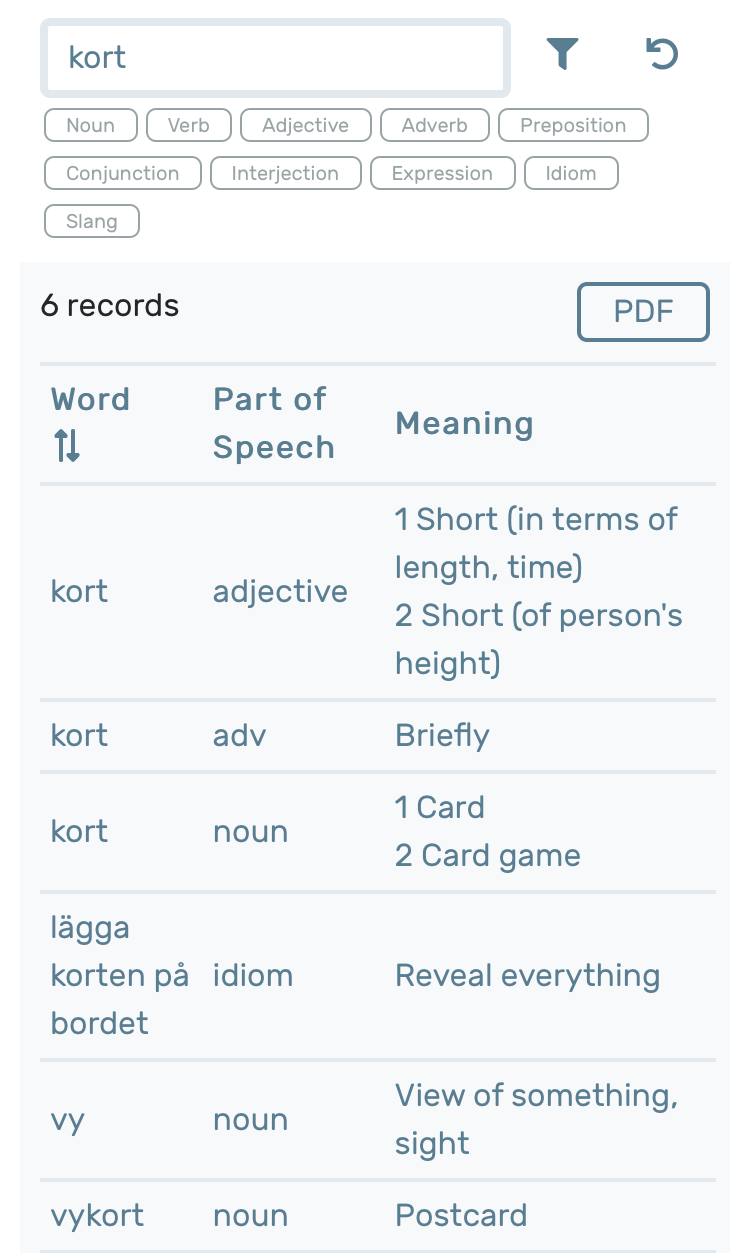 kort
Noun Verb Adjective Adverb Preposition
Conjunction Interjection Expression Idiom
Slang
6 records
PDF
Word Part of Speech Meaning
kort adjective 1 Short (in terms of
length, time)
2 Short (of person's
height)
kort adv Briefly
kort noun 1 Card
2 Card game
lägga
korten på idiom Reveal everything
bordet
vy noun View of something,
sight
vykort noun Postcard